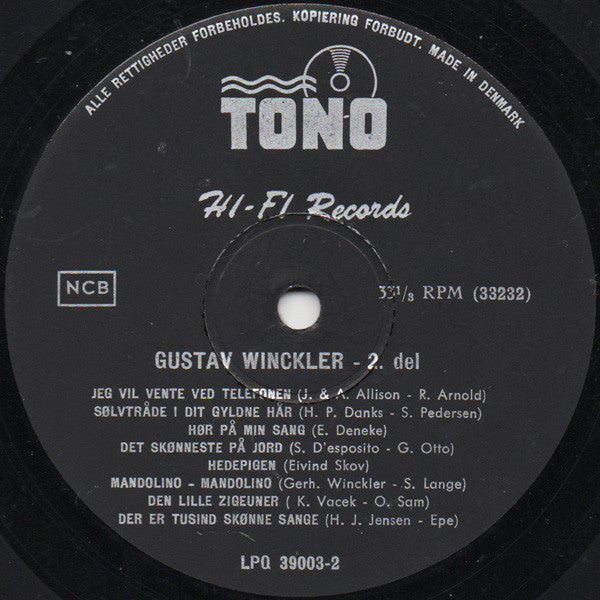 ALLE RETTIGHEDER FORBEHOLDES. KOPIERING FORBUDT. MADE IN DENMARK
TONO
HI-FI Records
NCB
33 1/3 RPM (33232)
GUSTAV WINCKLER - 2. del
JEG VIL VENTE VED TELEFONEN (J. & A. Allison - R. Arnold)
SØLVTRÅDE I DIT GYLDNE HÅR (H. P. Danks - S. Pedersen)
HØR PÅ MIN SANG (E. Deneke)
DET SKØNNESTE PÅ JORD (S. D'esposito - G. Otto)
HEDEPIGEN (Eivind Skov)
MANDOLINO - MANDOLINO (Gerh. Winckler - S. Lange)
DEN LILLE ZIGEUNER ( K. Vacek - O. Sam)
DER ER TUSIND SKØNNE SANGE (H. J. Jensen - Epe)
LPQ 39003-2